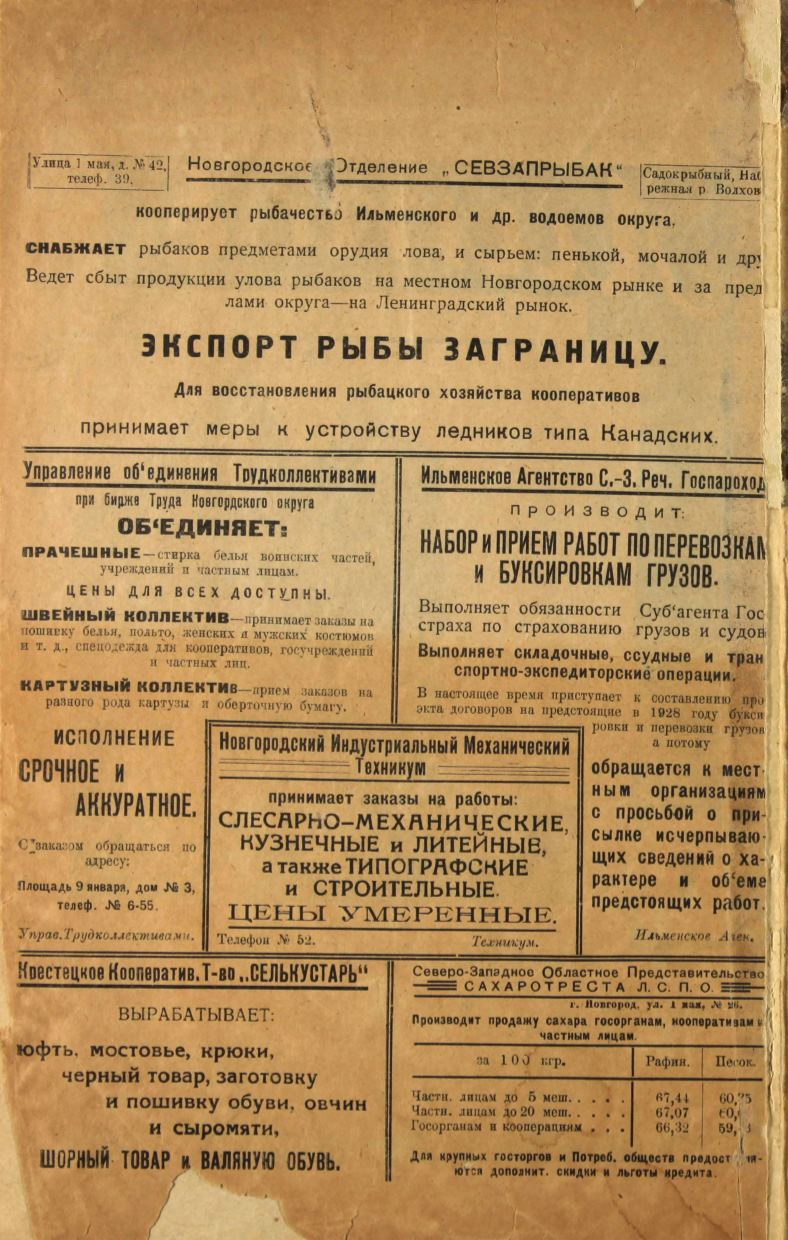 Улица 1 мая, д. № 42,
телеф. 39.
Новгородское Отделение „СЕВЗАПРЫБАК“
Садокрыбный, На
режная р. Волхов
кооперирует рыбачество Ильменского и др. водоемов округа.
СНАБЖАЕТ рыбаков предметами орудия лова, и сырьем: пенькой, мочалой и др
Ведет сбыт продукции улова рыбаков на местном Новгородском рынке и за пред
лами округа—на Ленинградский рынок.
ЭКСПОРТ РЫБЫ ЗАГРАНИЦУ.
Для восстановления рыбацкого хозяйства кооперативов
принимает меры к устройству ледников типа Канадских.
Управление об‘единения Трудколлективами
при бирже Труда Новгордского округа
ОБ‘ЕДИНЯЕТ:
ПРАЧЕШНЫЕ—стирка белья воинских частей,
учреждений и частным лицам.
ЦЕНЫ ДЛЯ ВСЕХ ДОСТУПНЫ.
ШВЕЙНЫЙ КОЛЛЕКТИВ—принимает заказы на
пошивку белья, польто, женских и мужских костюмов
и т. д., спецодежда для кооперативов, госучреждений
и частных лиц.
КАРТУЗНЫЙ КОЛЛЕКТИВ—прием заказов на
разного рода картузы и оберточную бумагу.
ИСПОЛНЕНИЕ
СРОЧНОЕ и
АККУРАТНОЕ.
С заказом обращаться по
адресу:
Площадь 9 января, дом № 3,
телеф. № 6-55.
Управ. Трудколлективами.
Ильменское Агентство С.-З. Реч. Госпароход
ПРОИЗВОДИТ:
НАБОР и ПРИЕМ РАБОТ ПО ПЕРЕВОЗКАМ
и БУКСИРОВКАМ ГРУЗОВ.
Выполняет обязанности Суб‘агента Гос
страха по страхованию грузов и судов
Выполняет складочные, ссудные и тран
спортно-экспедиторские операции.
В настоящее время приступает к составлению про
экта договоров на предстоящие в 1928 году букси
ровки и перевозки грузов
а потому
обращается к мест-
ным организациям
с просьбой о при-
сылке исчерпываю-
щих сведений о ха-
рактере и об‘еме
предстоящих работ.
Ильменское Аген.
Новгородский Индустриальный Механический
Техникум
принимает заказы на работы:
СЛЕСАРНО-МЕХАНИЧЕСКИЕ,
КУЗНЕЧНЫЕ и ЛИТЕЙНЫЕ,
а также ТИПОГРАФСКИЕ
и СТРОИТЕЛЬНЫЕ.
ЦЕНЫ УМЕРЕННЫЕ.
Телефон № 52. Техникум.
Крестецкое Кооператив. Т-во „СЕЛЬКУСТАРЬ“
ВЫРАБАТЫВАЕТ:
юфть, мостовье, крюки,
черный товар, заготовку
и пошивку обуви, овчин
и сыромяти,
ШОРНЫЙ ТОВАР и ВАЛЯНУЮ ОБУВЬ.
Северо-Западное Областное Представительство
САХАРОТРЕСТА Л. С. П. О.
г. Новгород, ул. 1 мая, № 26.
Производит продажу сахара госорганам, кооперативам и
частным лицам.
за 100 кгр. Рафин. Песок.
Частн. лицам до 5 меш. . . . . 67,44 60,
Частн. лицам до 20 меш. . . . . 67,07 60,
Госорганам и кооперациям . . . 66,32 59,
Для крупных госторгов и Потреб. обществ предост
ются дополнит. скидки и льготы кредита.